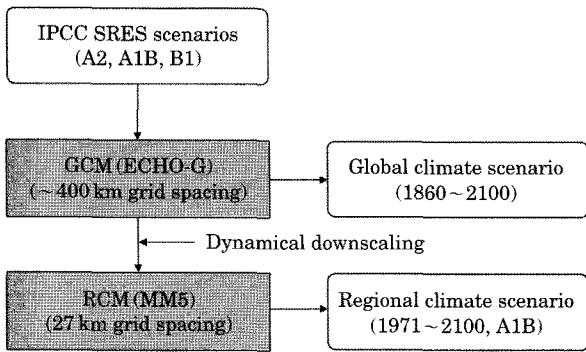 IPCC SRES scenarios
(A2, A1B, B1)
GCM (ECHO-G)
(~400 km grid spacing)
Global climate scenario
(1860~2100)
Dynamical downscaling
RCM (MM5)
(27 km grid spacing)
Regional climate scenario
(1971~2100, A1B)